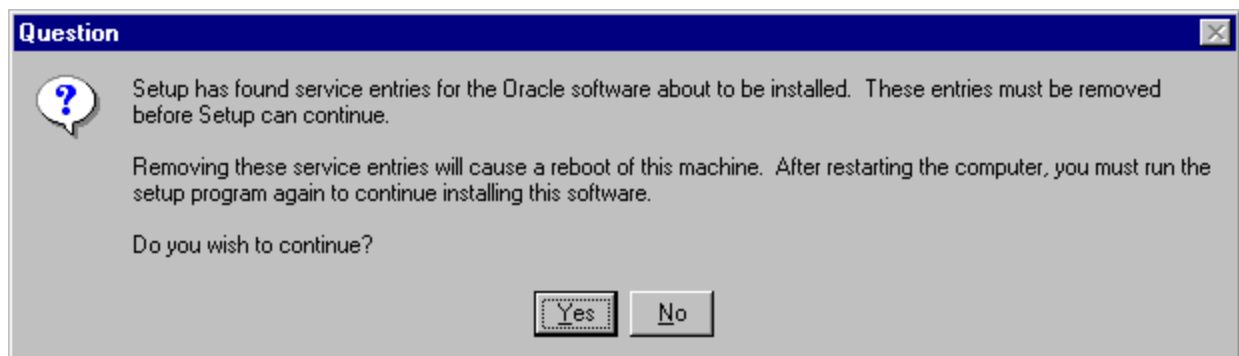 Question
Setup has found service entries for the Oracle software about to be installed.  These entries must be removed
before Setup can continue.
Removing these service entries will cause a reboot of this machine.  After restarting the computer, you must run the
setup program again to continue installing this software.
Do you wish to continue?
Yes No